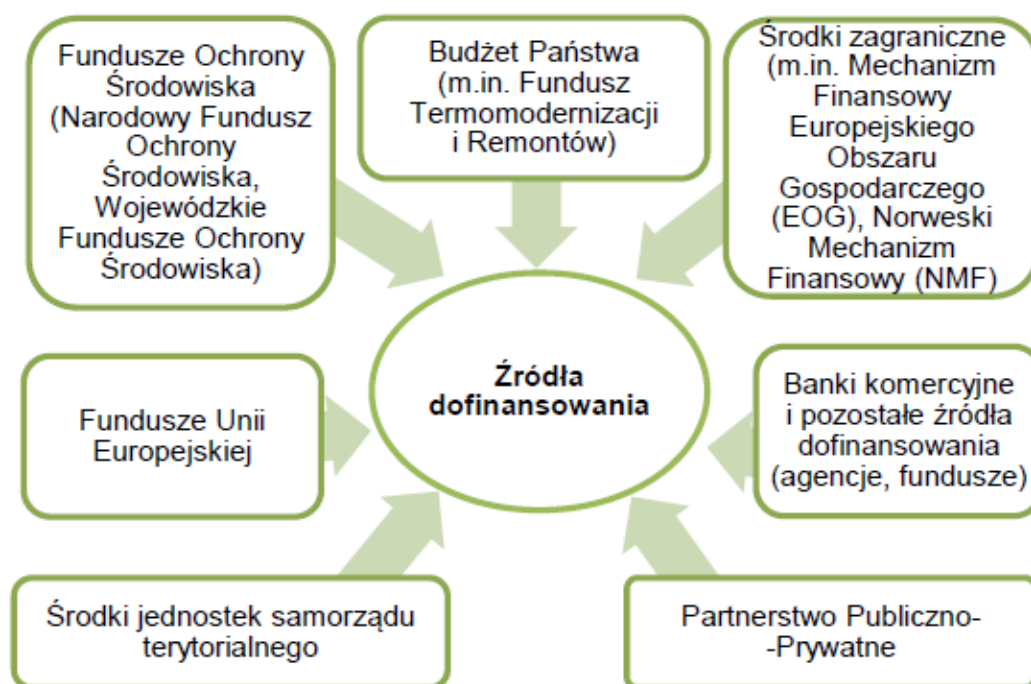 Fundusze Ochrony
Środowiska
(Narodowy Fundusz
Ochrony
Środowiska,
Wojewódzkie
Fundusze Ochrony
Środowiska)
Budżet Państwa
(m.in. Fundusz
Termomodernizacji
i Remontów)
Środki zagraniczne
(m.in. Mechanizm
Finansowy
Europejskiego
Obszaru
Gospodarczego
(EOG), Norweski
Mechanizm
Finansowy (NMF)
Źródła
dofinansowania
Fundusze Unii
Europejskiej
Banki komercyjne
i pozostałe źródła
dofinansowania
(agencje, fundusze)
Środki jednostek samorządu
terytorialnego
Partnerstwo Publiczno-
-Prywatne